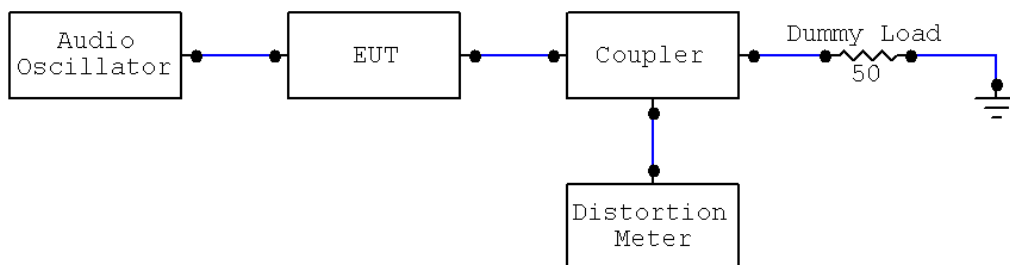 Audio
Oscillator
EUT
Coupler
Dummy Load
50
Distortion
Meter